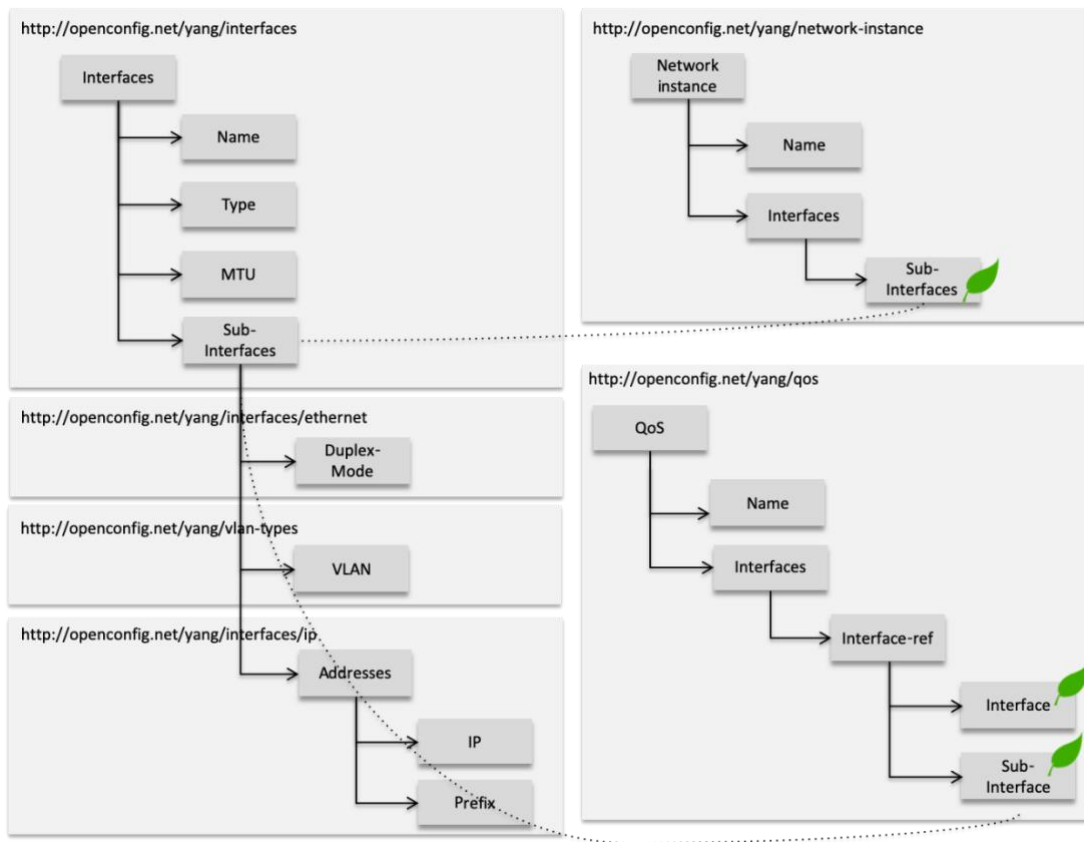 http://openconfig.net/yang/interfaces
Interfaces
Name
Type
MTU
Sub-
Interfaces
http://openconfig.net/yang/interfaces/ethernet
Duplex-
Mode
http://openconfig.net/yang/vlan-types
VLAN
http://openconfig.net/yang/interfaces/ip
Addresses
IP
Prefix
http://openconfig.net/yang/network-instance
Network
instance
Name
Interfaces
Sub-
Interfaces
http://openconfig.net/yang/qos
QoS
Name
Interfaces
Interface-ref
Interface
Sub-
Interface